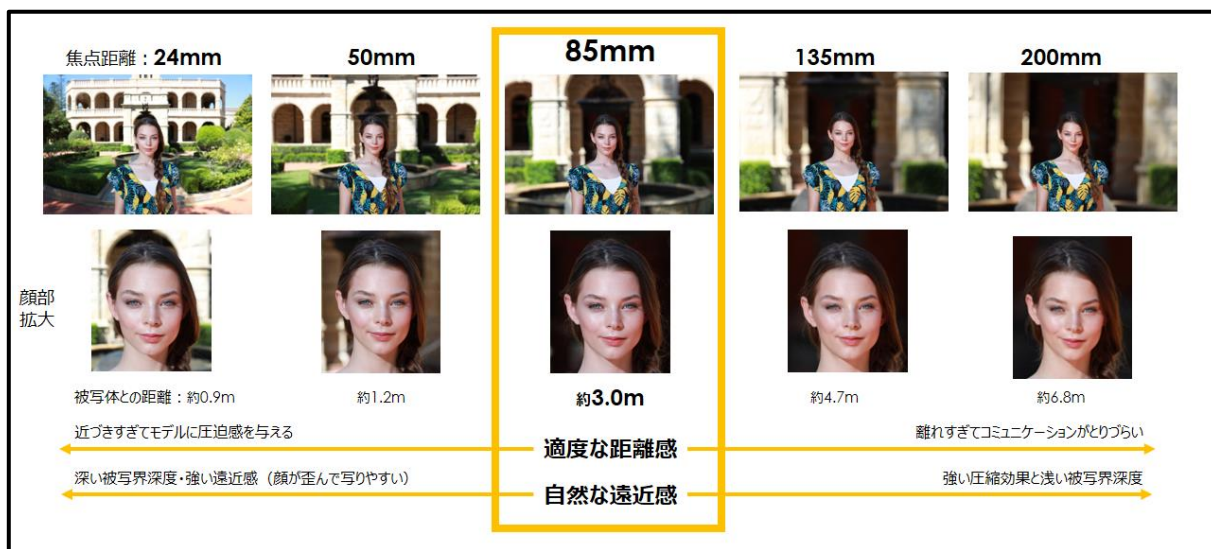 焦点距離：24mm
50mm
85mm
135mm
200mm
顔部
拡大
被写体との距離：約0.9m
約1.2m
約3.0m
約4.7m
約6.8m
近づきすぎてモデルに圧迫感を与える
適度な距離感
離れすぎてコミュニケーションがとりづらい
深い被写界深度・強い遠近感（顔が歪んで写りやすい）
自然な遠近感
強い圧縮効果と浅い被写界深度